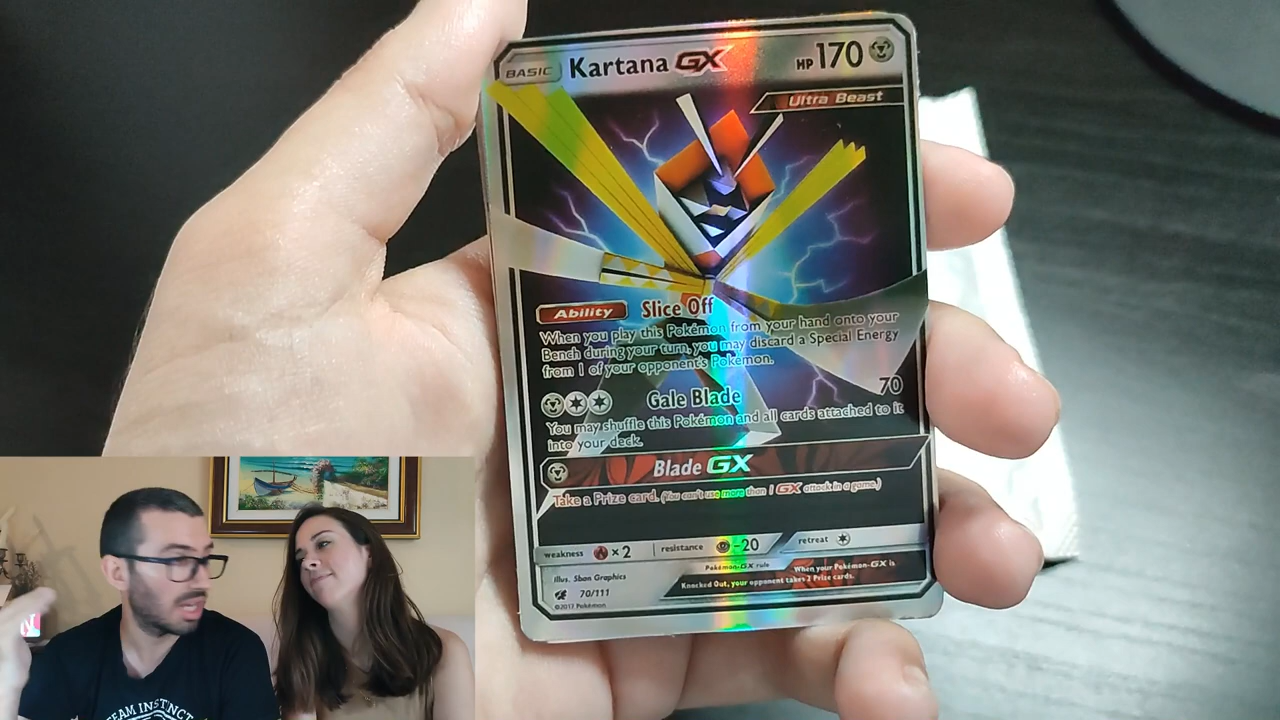 BASIC Kartana GX HP 170
Ultra Beast
Ability Slice Off
When you play this Pokémon from your hand onto your
Bench during your turn, you may discard a Special Energy
from 1 of your opponent's Pokémon.
Gale Blade 70
You may shuffle this Pokémon and all cards attached to it
into your deck.
Blade GX
Take a Prize card. (You can't use more than 1 GX attack in a game.)
weakness ×2 resistance -20 retreat
Illus. 5ban Graphics
Pokémon-GX rule When your Pokémon-GX is
Knocked Out, your opponent takes 2 Prize cards.
70/111
©2017 Pokémon
TEAM INSTINCT